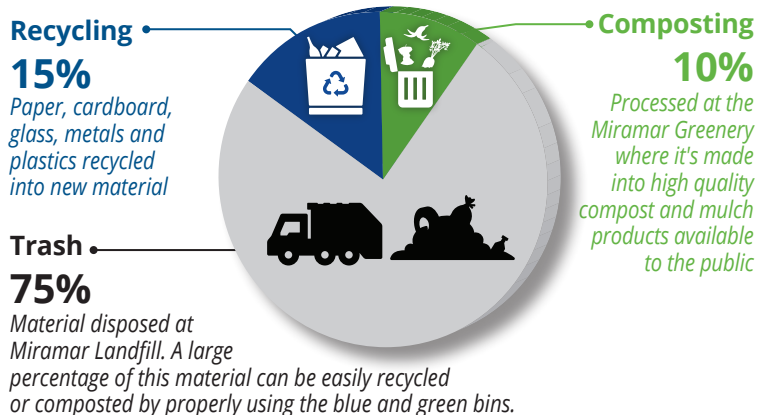 Recycling
15%
Paper, cardboard,
glass, metals and
plastics recycled
into new material
Composting
10%
Processed at the
Miramar Greenery
where it's made
into high quality
compost and mulch
products available
to the public
Trash
75%
Material disposed at
Miramar Landfill. A large
percentage of this material can be easily recycled
or composted by properly using the blue and green bins.